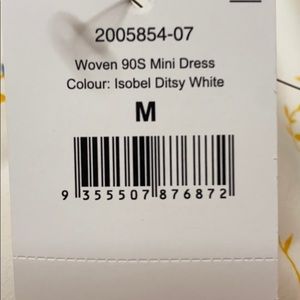 2005854-07
Woven 90S Mini Dress
Colour: Isobel Ditsy White
M
9 355507 876872